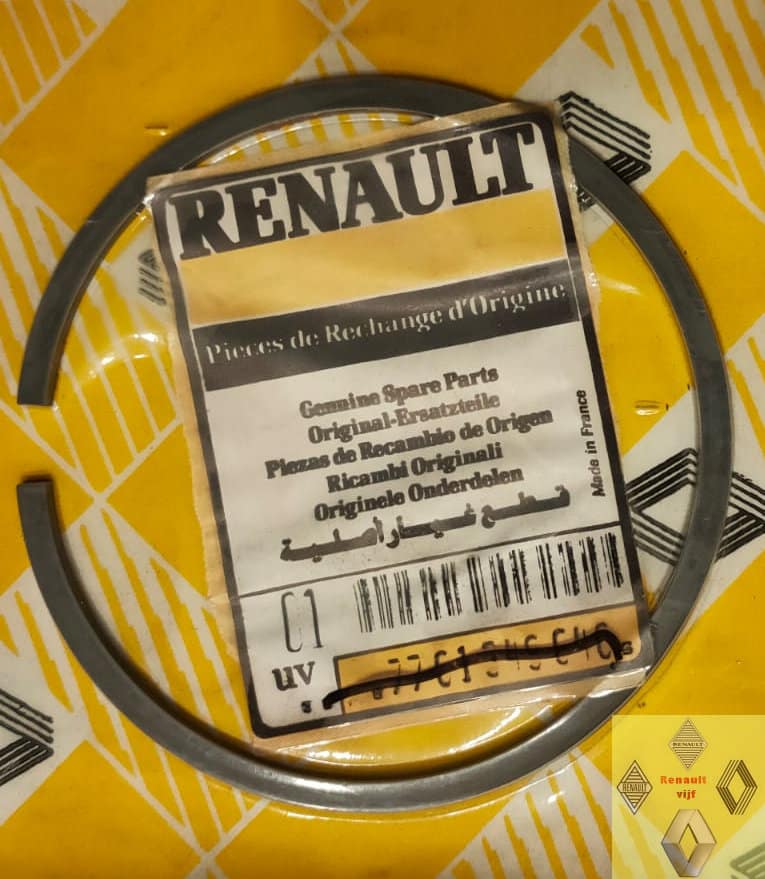 RENAULT
Pieces de Rechange d'Origine
Genuine Spare Parts
Original-Ersatzteile
Piezas de Recambio de Origen
Ricambi Originali
Originele Onderdelen
قطع غيار أصلية
Made in France
01
uv
s
RENAULT
RENAULT
Renault
vijf